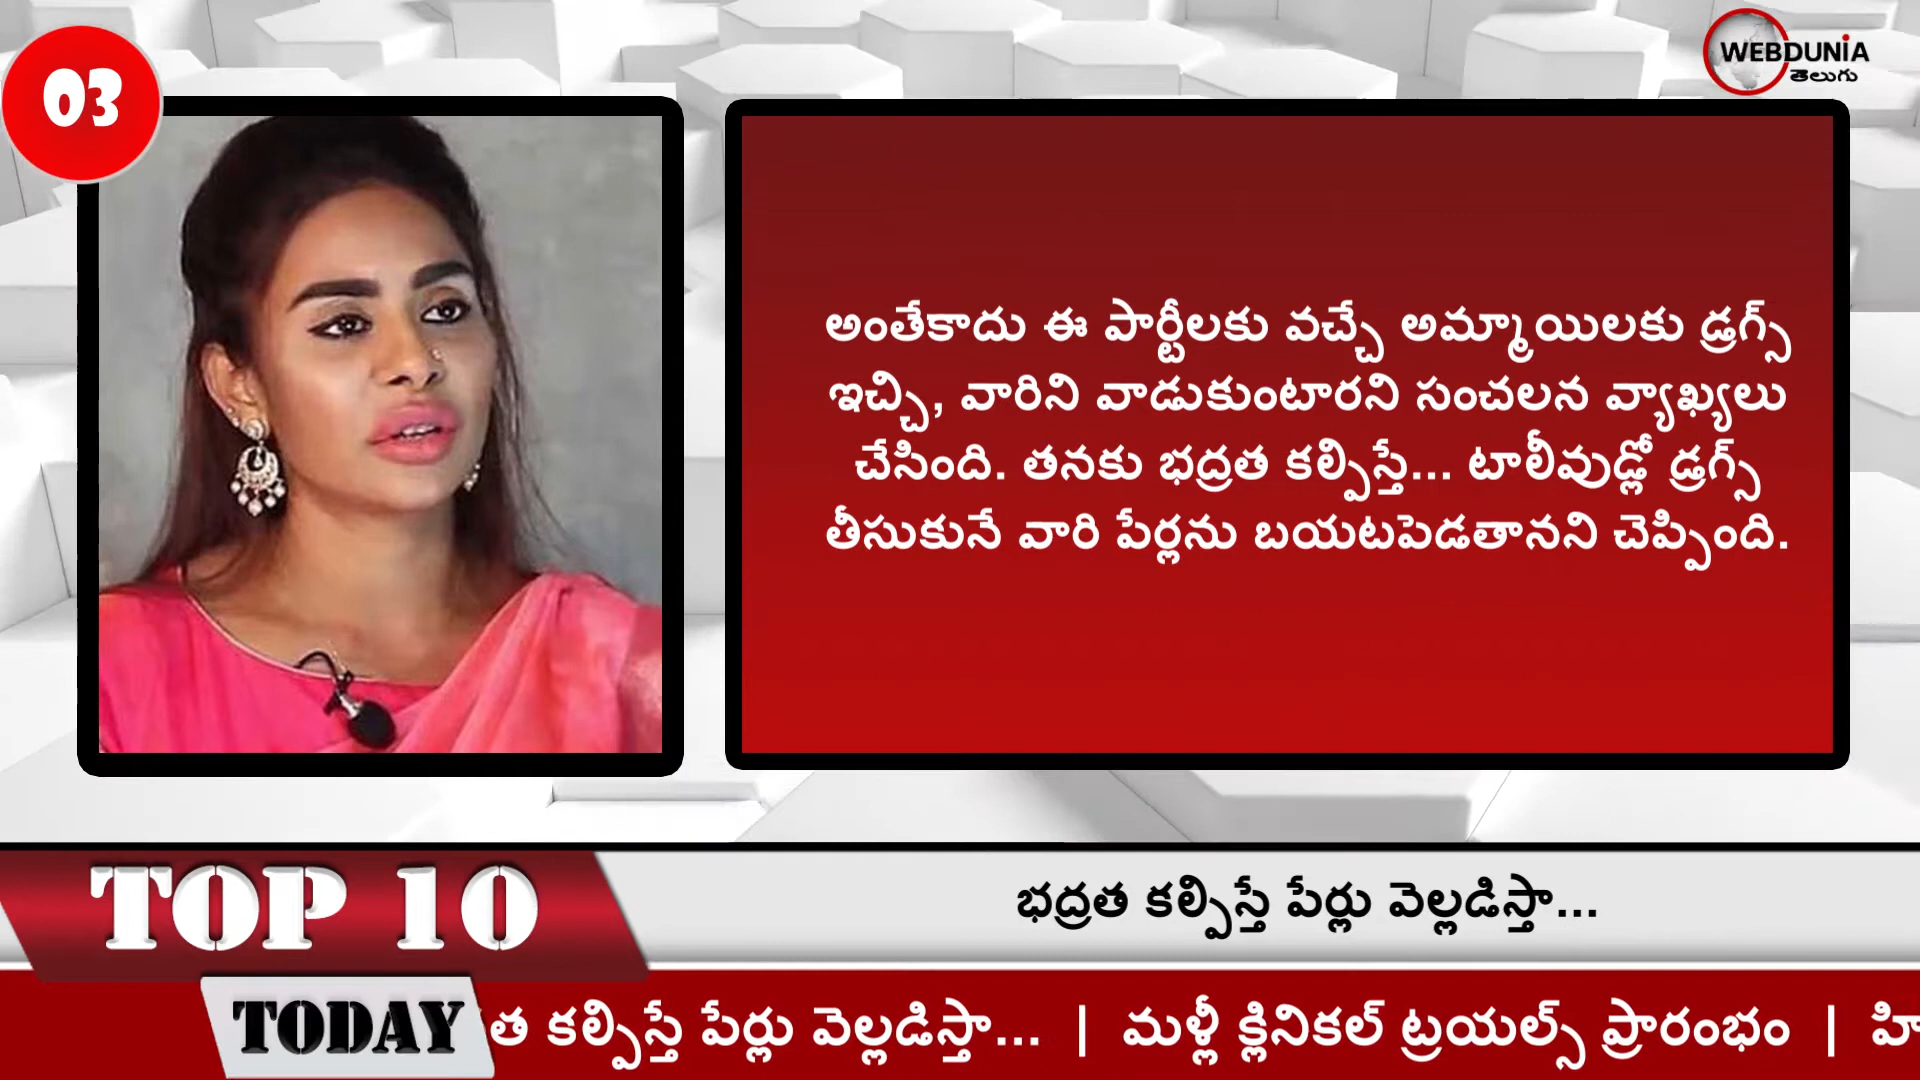 03
WEBDUNIA
తెలుగు
అంతేకాదు ఈ పార్టీలకు వచ్చే అమ్మాయిలకు డ్రగ్స్
ఇచ్చి, వారిని వాడుకుంటారని సంచలన వ్యాఖ్యలు
చేసింది. తనకు భద్రత కల్పిస్తే... టాలీవుడ్లో డ్రగ్స్
తీసుకునే వారి పేర్లను బయటపెడతానని చెప్పింది.
TOP 10
భద్రత కల్పిస్తే పేర్లు వెల్లడిస్తా...
TODAY
త కల్పిస్తే పేర్లు వెల్లడిస్తా... | మళ్లీ క్లినికల్ ట్రయల్స్ ప్రారంభం | హి